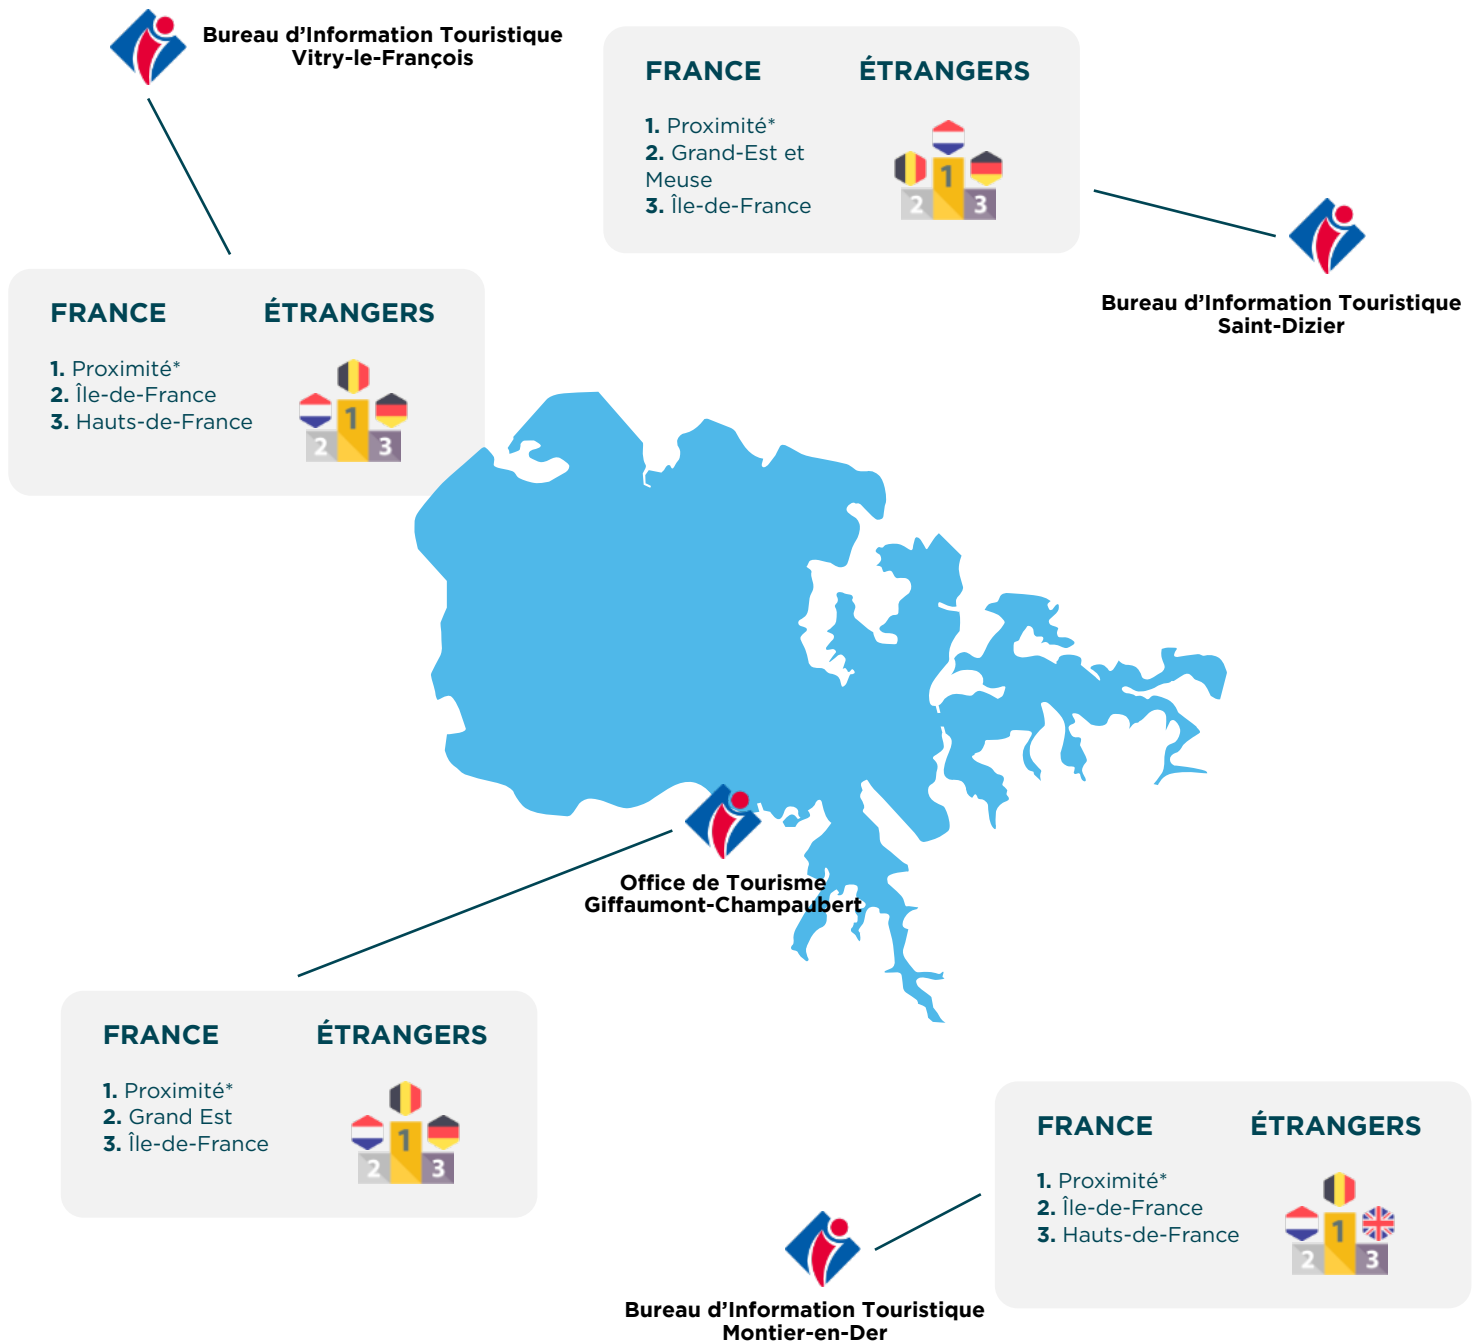 Bureau d’Information Touristique
Vitry-le-François
FRANCE
ÉTRANGERS
1. Proximité*
2. Grand-Est et
Meuse
3. Île-de-France
1
2
3
Bureau d’Information Touristique
Saint-Dizier
FRANCE
ÉTRANGERS
1. Proximité*
2. Île-de-France
3. Hauts-de-France
1
2
3
Office de Tourisme
Giffaumont-Champaubert
FRANCE
ÉTRANGERS
1. Proximité*
2. Grand Est
3. Île-de-France
1
2
3
FRANCE
ÉTRANGERS
1. Proximité*
2. Île-de-France
3. Hauts-de-France
1
2
3
Bureau d’Information Touristique
Montier-en-Der